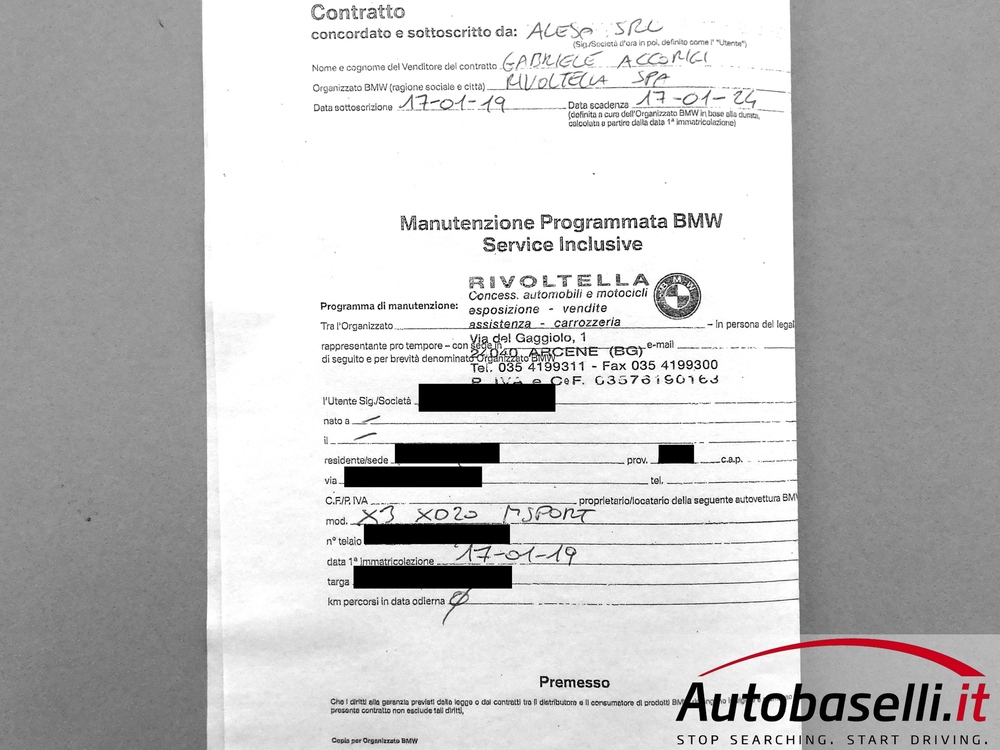 Contratto
concordato e sottoscritto da: ALESA SRL
(Sig./Società d'ora in poi, definito come l' "Utente")
Nome e cognome del Venditore del contratto GABRIELE ACCORICI
Organizzato BMW (ragione sociale e città) RIVOLTELLA SPA
Data sottoscrizione 17-01-19 Data scadenza 17-01-24
(definita a cura dell'Organizzato BMW in base alla durata,
calcolata a partire dalla data 1ª immatricolazione)
Manutenzione Programmata BMW
Service Inclusive
RIVOLTELLA
BMW
Concess. automobili e motocicli
Programma di manutenzione:
esposizione - vendite
Tra l'Organizzato assistenza - carrozzeria – in persona del legal
Via del Gaggiolo, 1
rappresentante pro tempore – con sede in e-mail
24040 ARCENE (BG)
di seguito e per brevità denominato Organizzato BMW
Tel. 035 4199311 - Fax 035 4199300
P. IVA e C.F. 03576190163
l'Utente Sig./Società
nato a
il
residente/sede prov. c.a.p.
via tel.
C.F/P. IVA proprietario/locatario della seguente autovettura BMW
mod. X3 XD20 MSPORT
n° telaio
data 1ª immatricolazione 17-01-19
targa
km percorsi in data odierna Ø
Premesso
Che i diritti alla garanzia previsti dalla legge o dai contratti tra il distributore e il consumatore di prodotti BMW
presente contratto non esclude tali diritti,
Copia per Organizzato BMW
Autobaselli.it
STOP SEARCHING. START DRIVING.